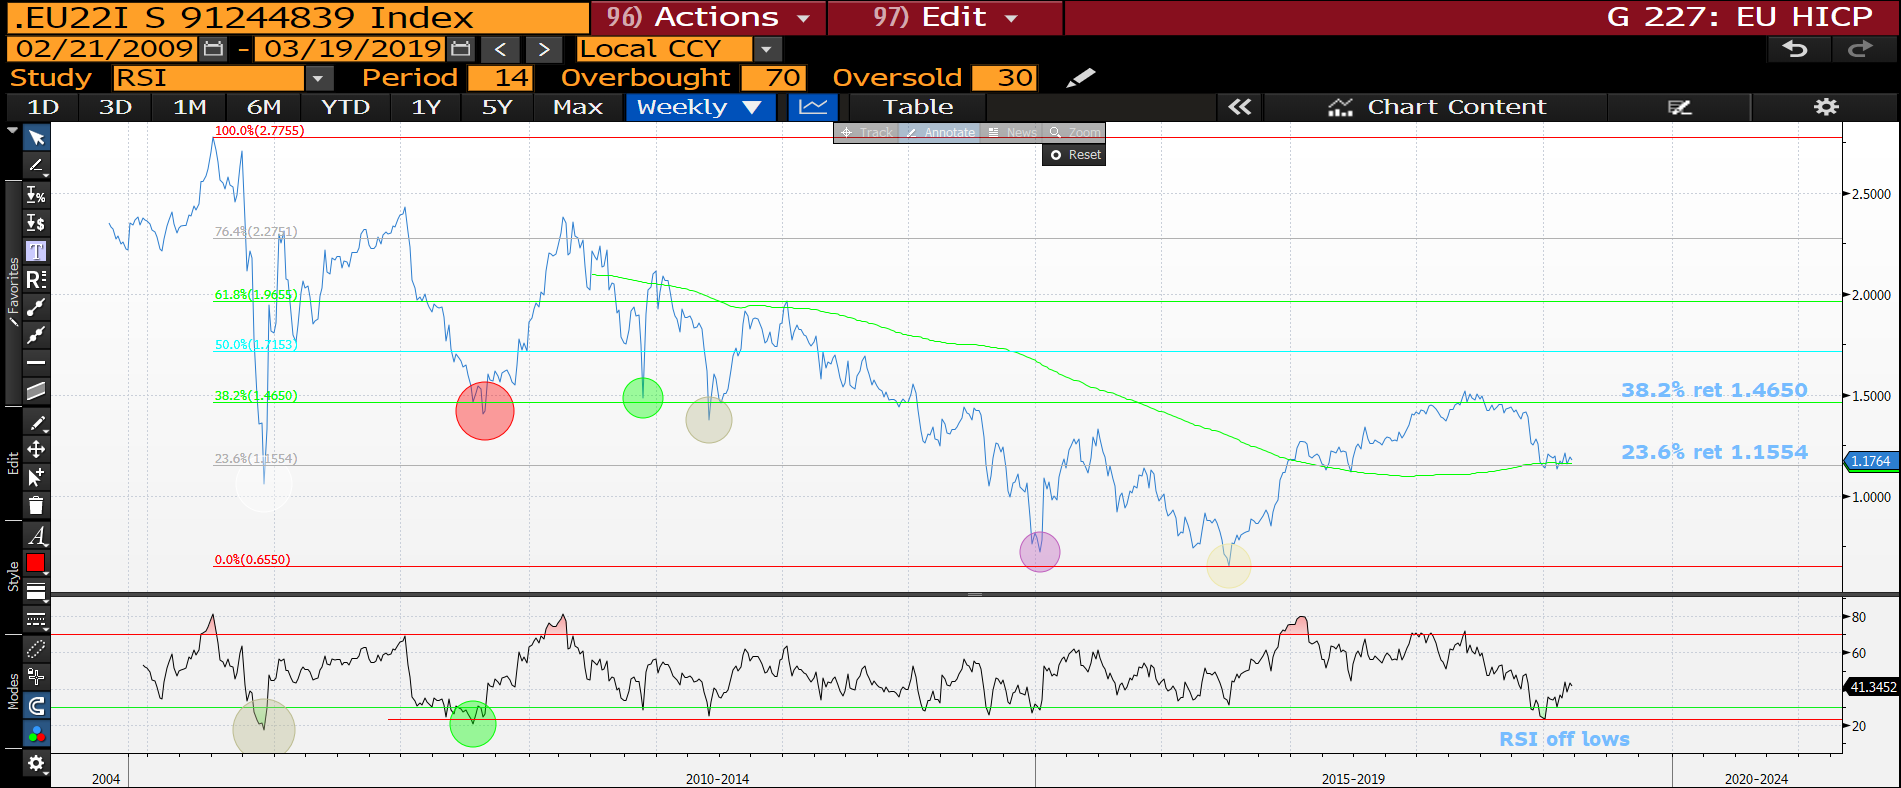 .EU22I S 91244839 Index 96) Actions 97) Edit G 227: EU HICP
02/21/2009 - 03/19/2019 < > Local CCY
Study RSI Period 14 Overbought 70 Oversold 30
1D 3D 1M 6M YTD 1Y 5Y Max Weekly ▼ Table « Chart Content
Track Annotate News Zoom
Reset
100.0%(2.7755)
76.4%(2.2751)
61.8%(1.9655)
50.0%(1.7153)
38.2%(1.4650)
23.6%(1.1554)
0.0%(0.6550)
38.2% ret 1.4650
23.6% ret 1.1554
2.5000
2.0000
1.5000
1.1764
1.0000
80
60
41.3452
20
RSI off lows
2004 2010-2014 2015-2019 2020-2024
Favorites
Edit
Style
Modes
%
$
T
R
A